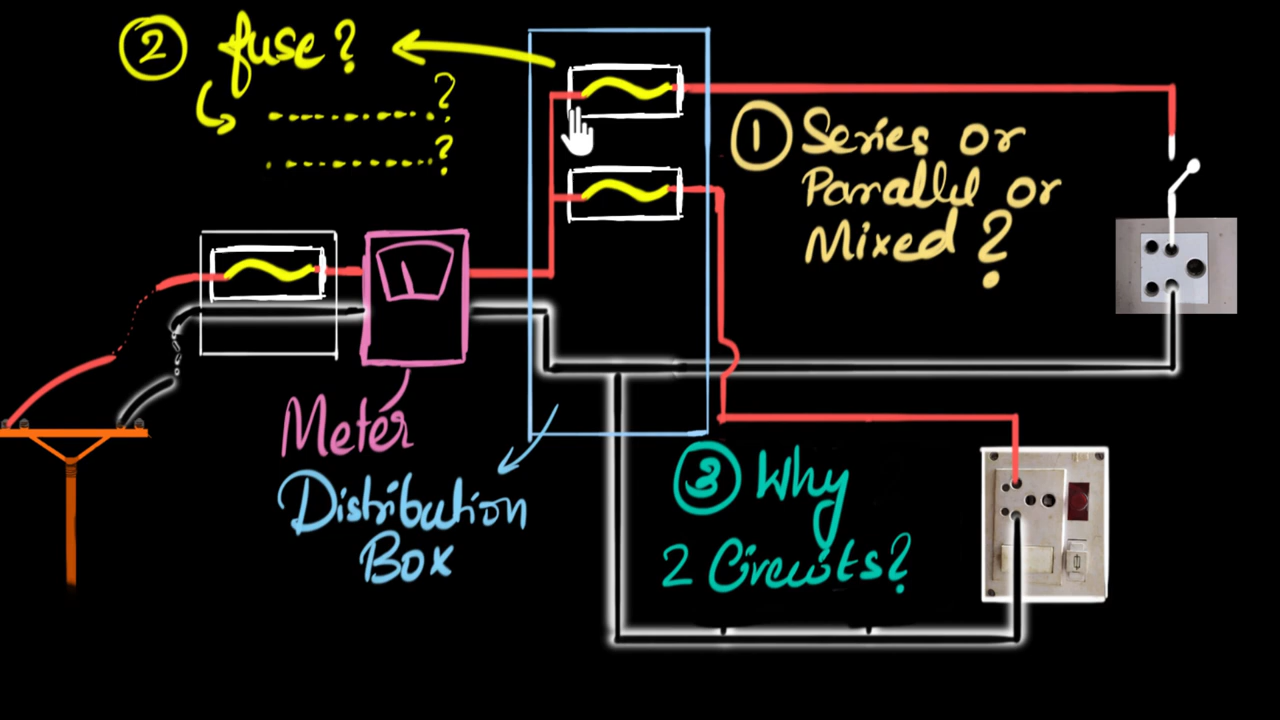 ② fuse?
?
?
① Series or
Parallel or
Mixed?
Meter
Distribution
Box
③ Why
2 Circuits?